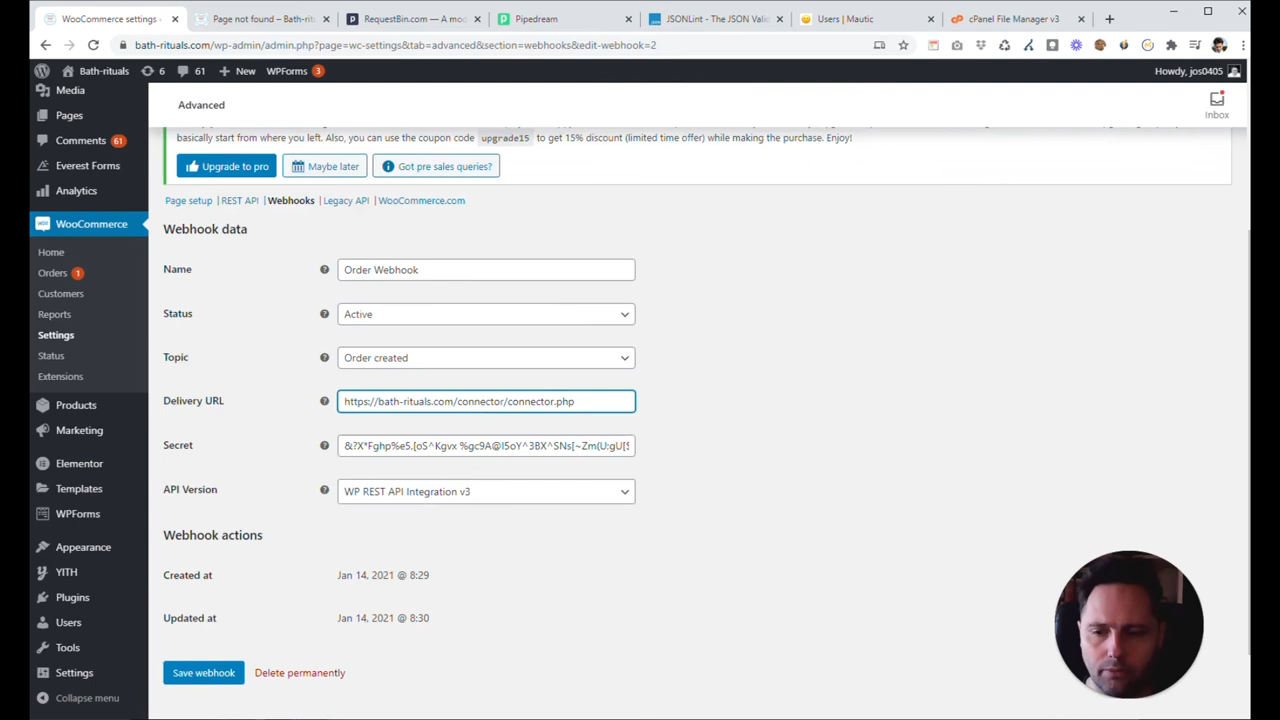 WooCommerce settings
Page not found – Bath-rit
RequestBin.com — A mod
Pipedream
JSONLint - The JSON Valid
Users | Mautic
cPanel File Manager v3
bath-rituals.com/wp-admin/admin.php?page=wc-settings&tab=advanced&section=webhooks&edit-webhook=2
Bath-rituals
6
61
New
WPForms 3
Howdy, jos0405
Media
Pages
Comments 61
Everest Forms
Analytics
WooCommerce
Home
Orders 1
Customers
Reports
Settings
Status
Extensions
Products
Marketing
Elementor
Templates
WPForms
Appearance
YITH
Plugins
Users
Tools
Settings
Collapse menu
Advanced
Inbox
basically start from where you left. Also, you can use the coupon code upgrade15 to get 15% discount (limited time offer) while making the purchase. Enjoy!
Upgrade to pro
Maybe later
Got pre sales queries?
Page setup | REST API | Webhooks | Legacy API | WooCommerce.com
Webhook data
Name
Order Webhook
Status
Active
Topic
Order created
Delivery URL
https://bath-rituals.com/connector/connector.php
Secret
API Version
WP REST API Integration v3
Webhook actions
Created at
Jan 14, 2021 @ 8:29
Updated at
Jan 14, 2021 @ 8:30
Save webhook
Delete permanently